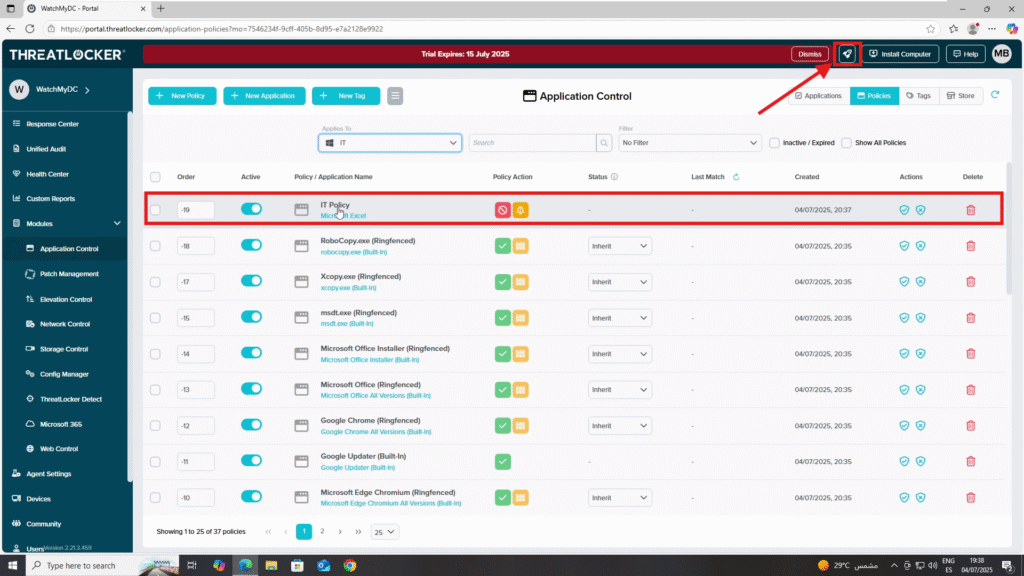 WatchMyDC - Portal
https://portal.threatlocker.com/application-policies?mo=7546234f-9cff-405b-8d95-e7a2128e9922
THREATLOCKER
Trial Expires: 15 July 2025
Dismiss
Install Computer
Help
MB
W
WatchMyDC
Response Center
Unified Audit
Health Center
Custom Reports
Modules
Application Control
Patch Management
Elevation Control
Network Control
Storage Control
Config Manager
ThreatLocker Detect
Microsoft 365
Web Control
Agent Settings
Devices
Community
Users
Version 2.21.3.459
New Policy
New Application
New Tag
Application Control
Applications
Policies
Tags
Store
Applies To
IT
Search
Filter
No Filter
Inactive / Expired
Show All Policies
Order
Active
Policy / Application Name
Policy Action
Status
Last Match
Created
Actions
Delete
-19
IT Policy
Microsoft Excel
-
-
04/07/2025, 20:37
-18
RoboCopy.exe (Ringfenced)
robocopy.exe (Built-In)
Inherit
-
04/07/2025, 20:35
-17
Xcopy.exe (Ringfenced)
xcopy.exe (Built-In)
Inherit
-
04/07/2025, 20:35
-15
msdt.exe (Ringfenced)
msdt.exe (Built-In)
Inherit
-
04/07/2025, 20:35
-14
Microsoft Office Installer (Ringfenced)
Microsoft Office Installer (Built-In)
Inherit
-
04/07/2025, 20:35
-13
Microsoft Office (Ringfenced)
Microsoft Office All Versions (Built-In)
Inherit
-
04/07/2025, 20:35
-12
Google Chrome (Ringfenced)
Google Chrome All Versions (Built-In)
Inherit
-
04/07/2025, 20:35
-11
Google Updater (Built-In)
Google Updater (Built-In)
-
-
04/07/2025, 20:35
-10
Microsoft Edge Chromium (Ringfenced)
Microsoft Edge Chromium All Versions (Built-In)
Inherit
-
04/07/2025, 20:35
Showing 1 to 25 of 37 policies
1
2
25
Type here to search
29°C مشمس
ENG
ES
19:38
04/07/2025